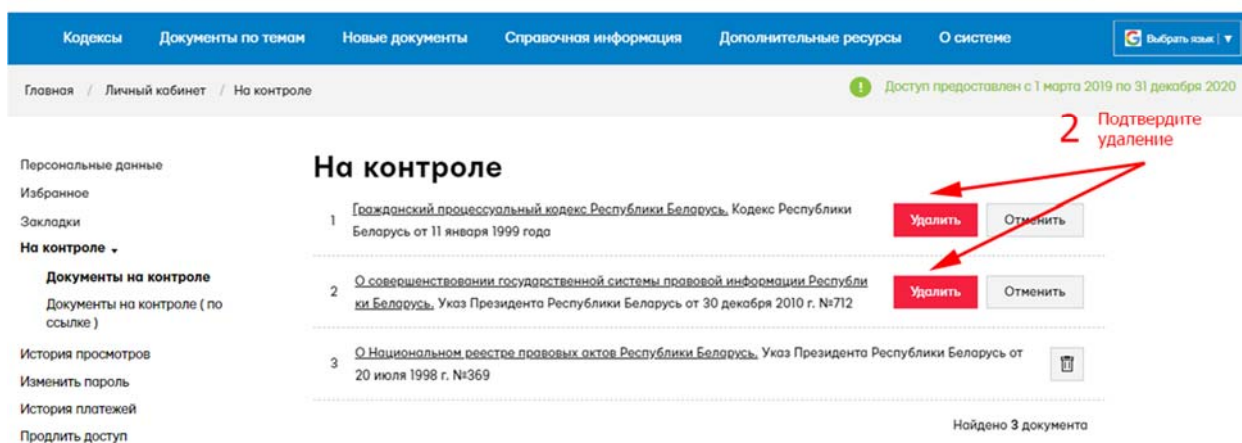 Кодексы Документы по темам Новые документы Справочная информация Дополнительные ресурсы О системе Выбрать язык | ▼
Главная / Личный кабинет / На контроле
! Доступ предоставлен с 1 марта 2019 по 31 декабря 2020
2 Подтвердите
удаление
Персональные данные
Избранное
Закладки
На контроле
Документы на контроле
Документы на контроле ( по
ссылке )
История просмотров
Изменить пароль
История платежей
Продлить доступ
На контроле
1 Гражданский процессуальный кодекс Республики Беларусь. Кодекс Республики
Беларусь от 11 января 1999 года
Удалить Отменить
2 О совершенствовании государственной системы правовой информации Республи
ки Беларусь. Указ Президента Республики Беларусь от 30 декабря 2010 г. №712
Удалить Отменить
3 О Национальном реестре правовых актов Республики Беларусь. Указ Президента Республики Беларусь от
20 июля 1998 г. №369
Найдено 3 документа